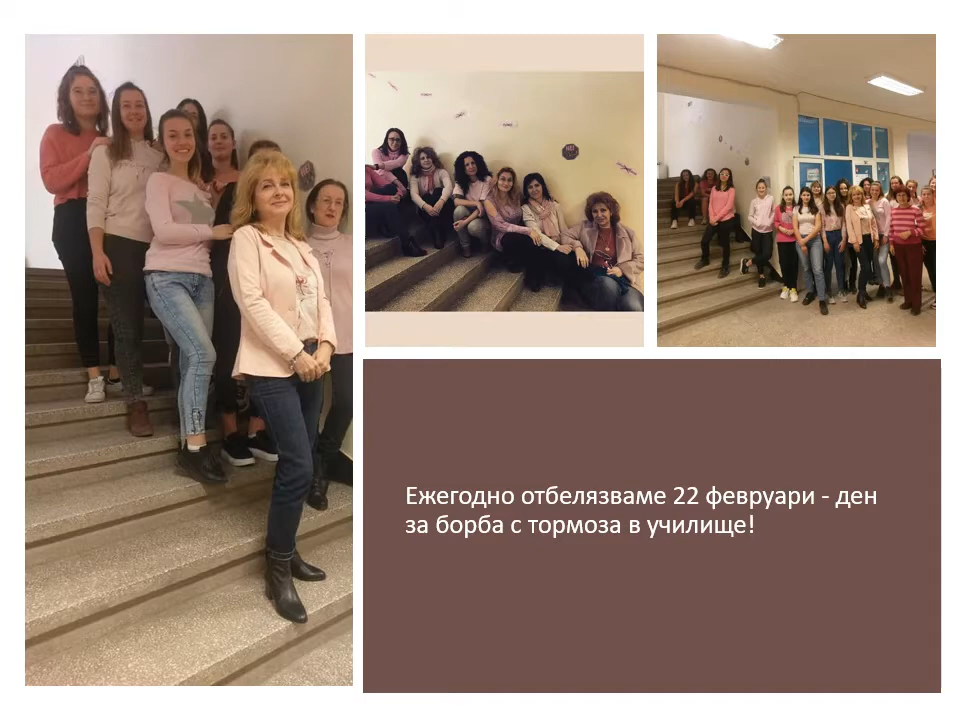 Ежегодно отбелязваме 22 февруари - ден
за борба с тормоза в училище!